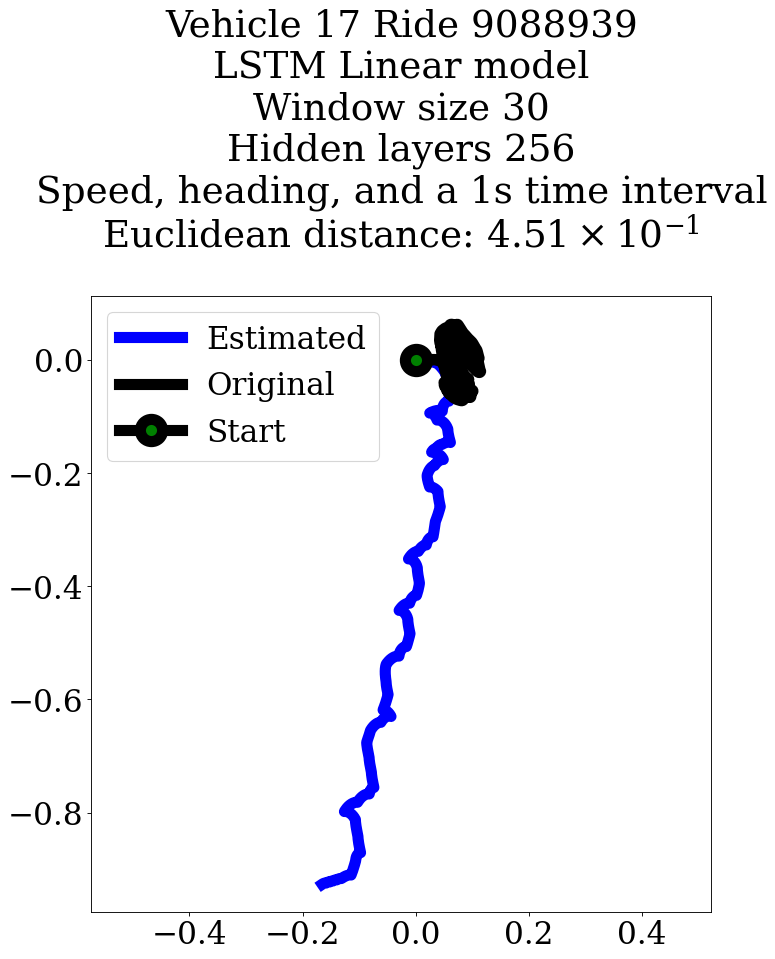 Vehicle 17 Ride 9088939
LSTM Linear model
Window size 30
Hidden layers 256
Speed, heading, and a 1s time interval
Euclidean distance: 4.51 × 10⁻¹
Estimated
Original
Start
0.0
−0.2
−0.4
−0.6
−0.8
−0.4 −0.2 0.0 0.2 0.4